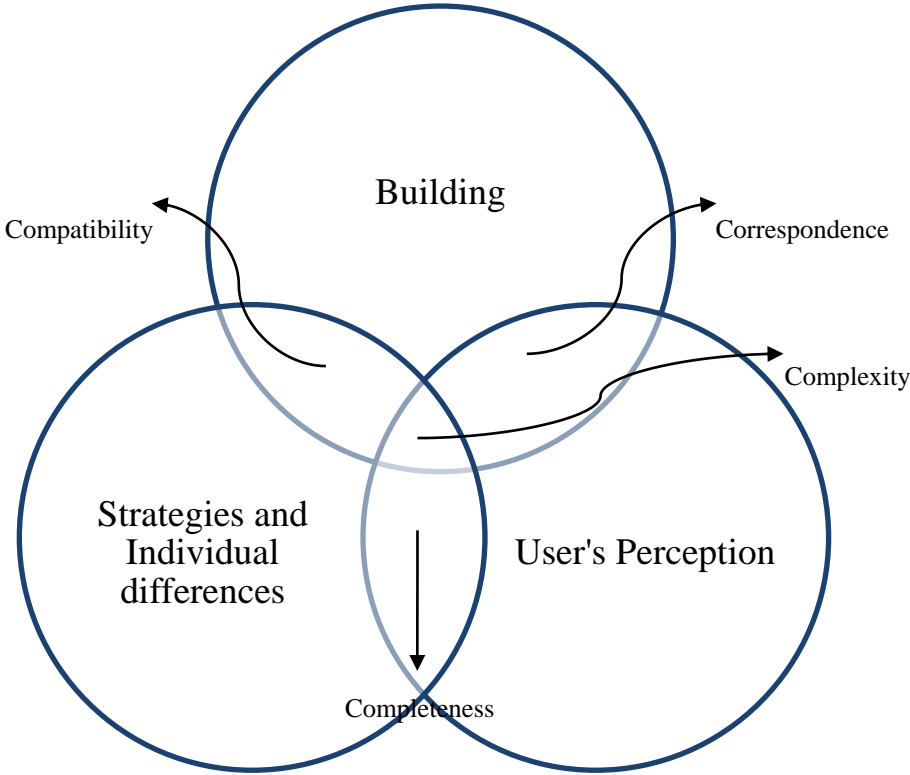 Building
Compatibility
Correspondence
Complexity
Strategies and
Individual
differences
User's Perception
Completeness